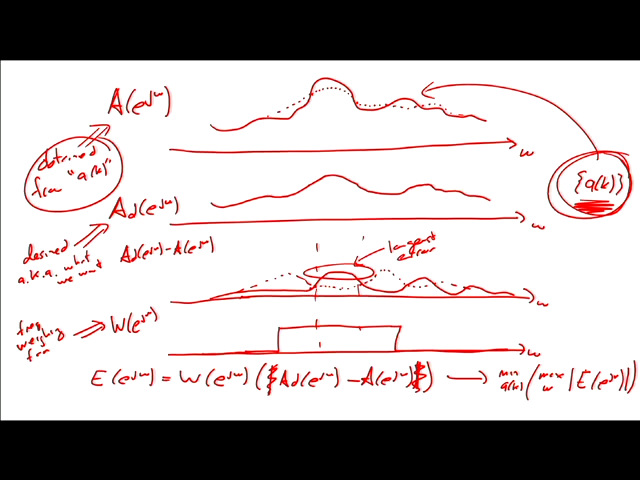 A(e^jω)
determined
from "a(k)"
ω
{a(k)}
Ad(e^jω)
ω
desired
a.k.a. what
we want
Ad(e^jω) - A(e^jω)
largest
error
ω
freq
weighing
fcn
W(e^jω)
ω
E(e^jω) = W(e^jω) ( Ad(e^jω) - A(e^jω) ) → min a(k) ( max ω |E(e^jω)| )